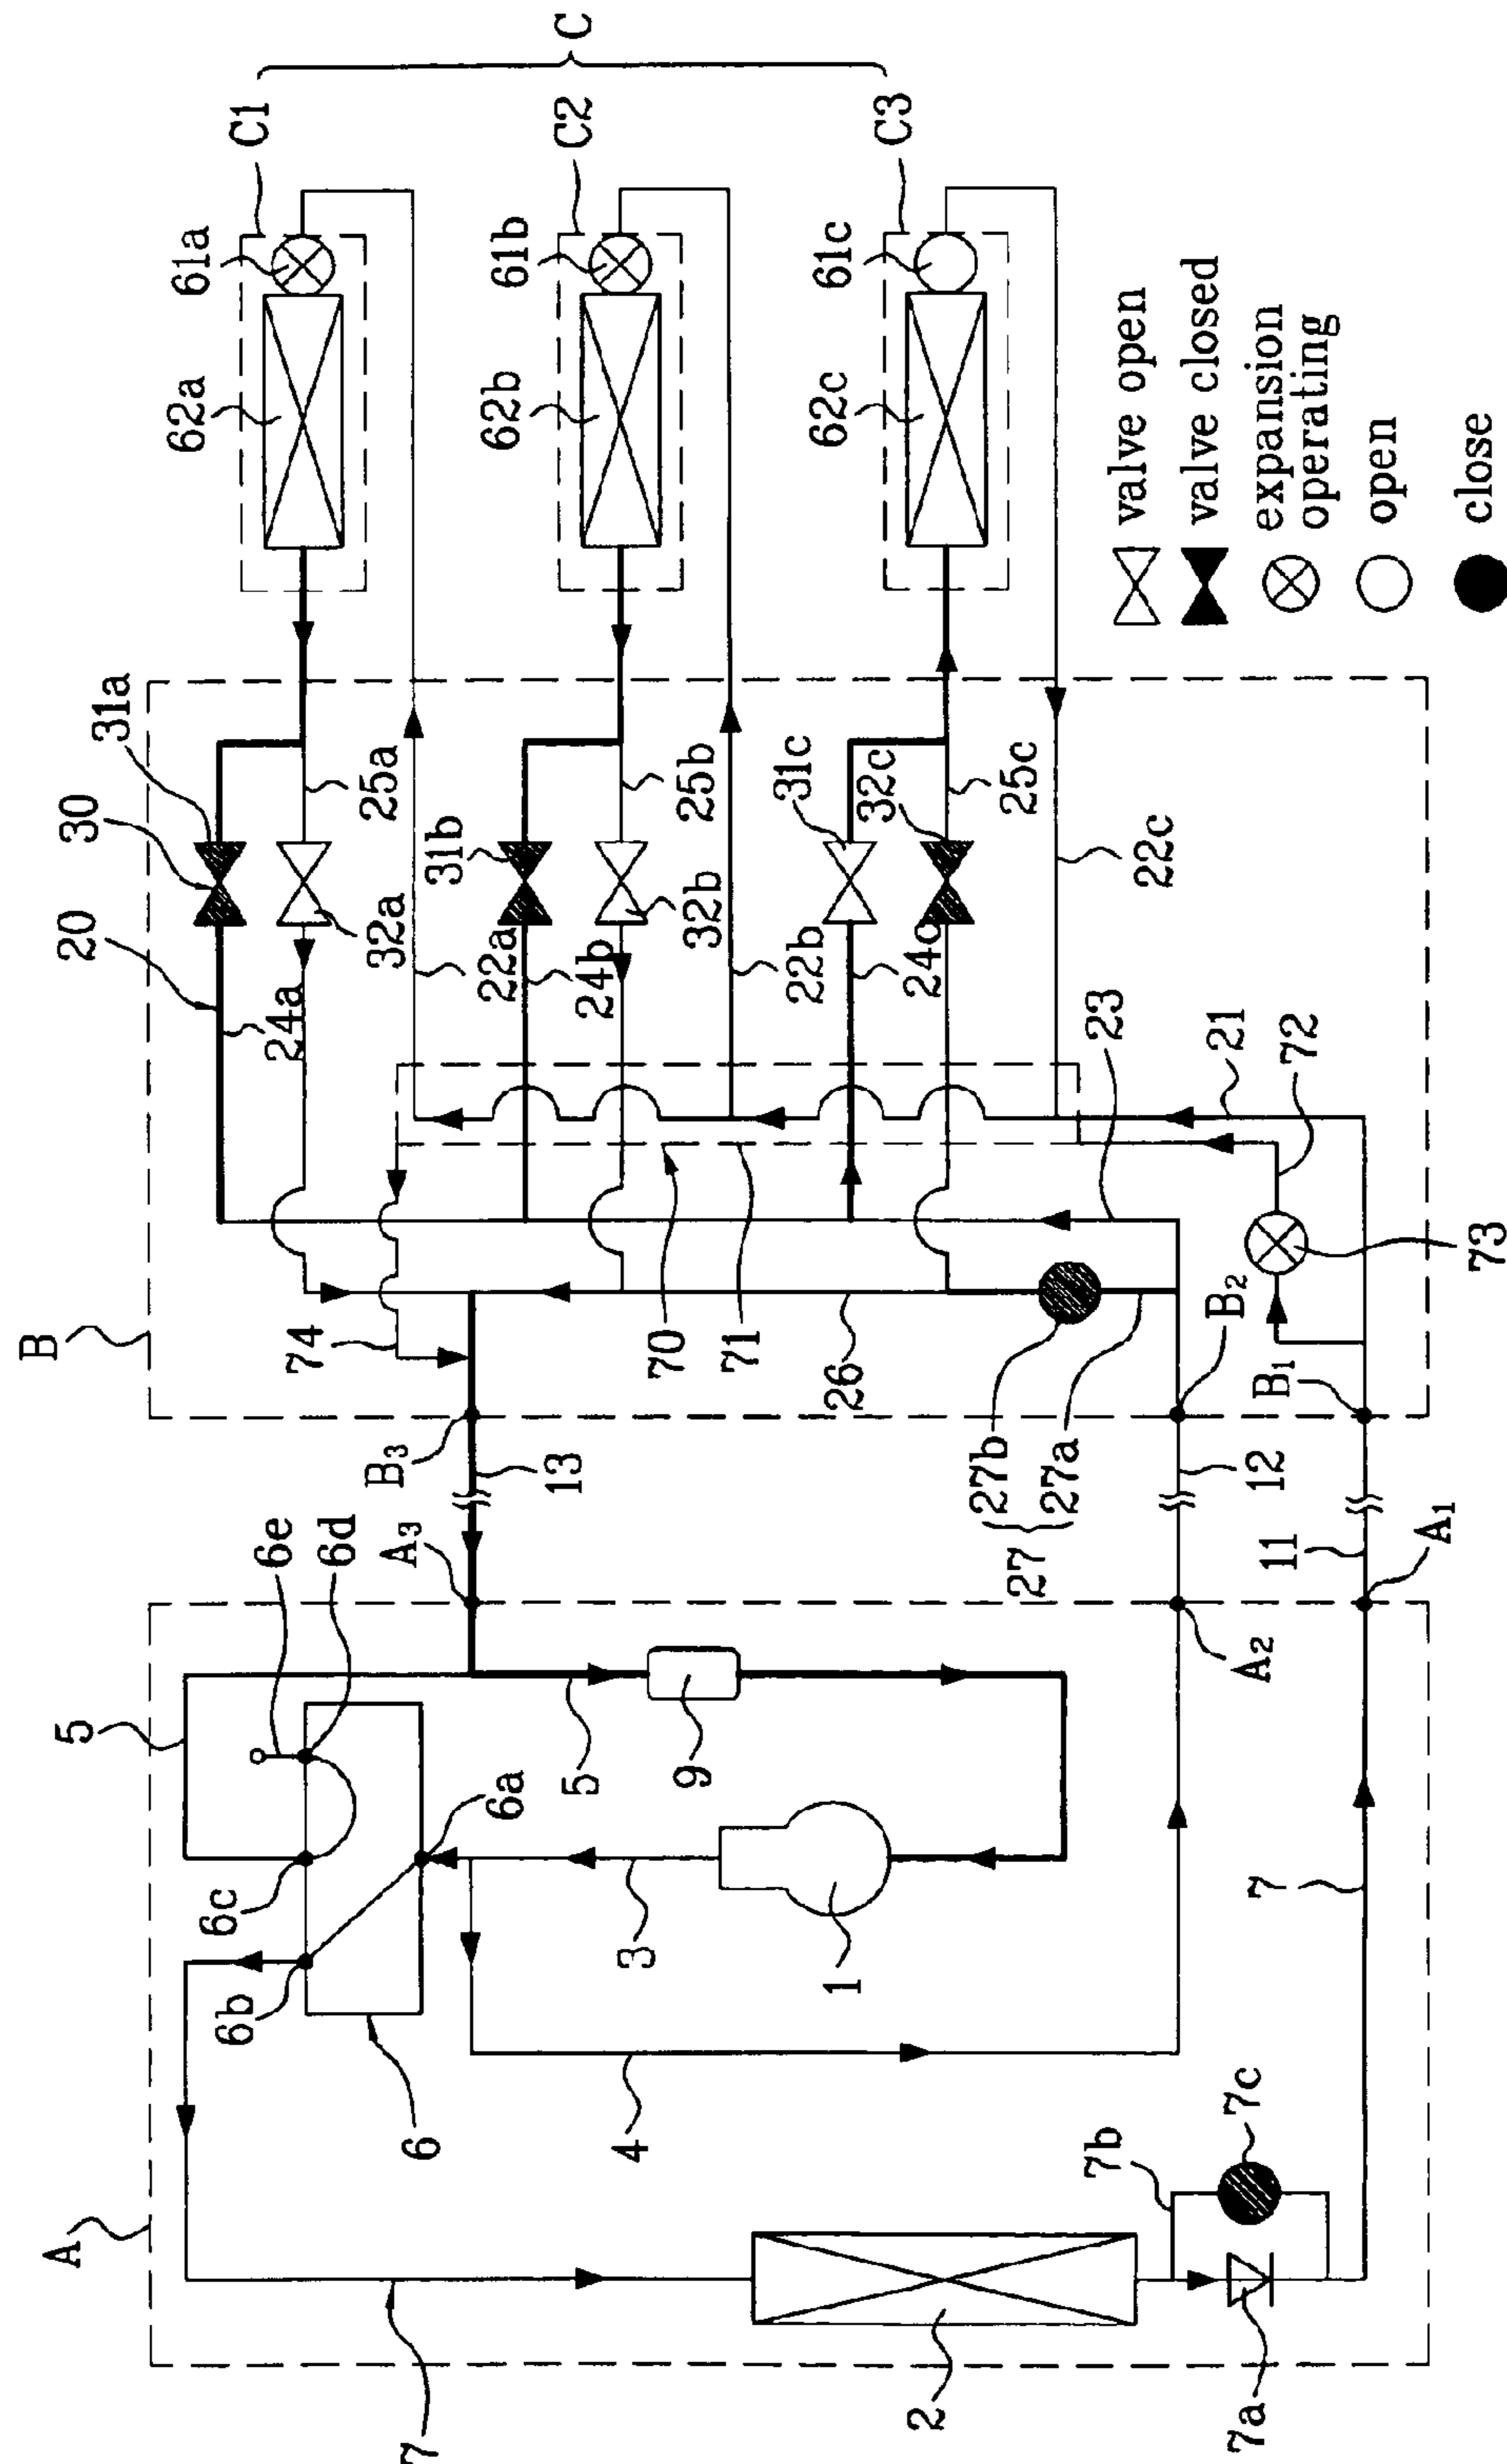 C
C1
C2
C3
61a
61b
61c
62a
62b
62c
valve open
valve closed
expansion
operating
open
close
B
20
30
31a
24a
32a
25a
22a
31b
24b
32b
25b
22b
31c
24c
32c
25c
22c
74
70
71
26
23
21
72
73
27b
27a
27
B3
B2
B1
13
12
11
A3
A2
A1
A
5
6e
6d
6c
6b
6a
6
5
9
3
1
4
7
7
2
7b
7c
7a